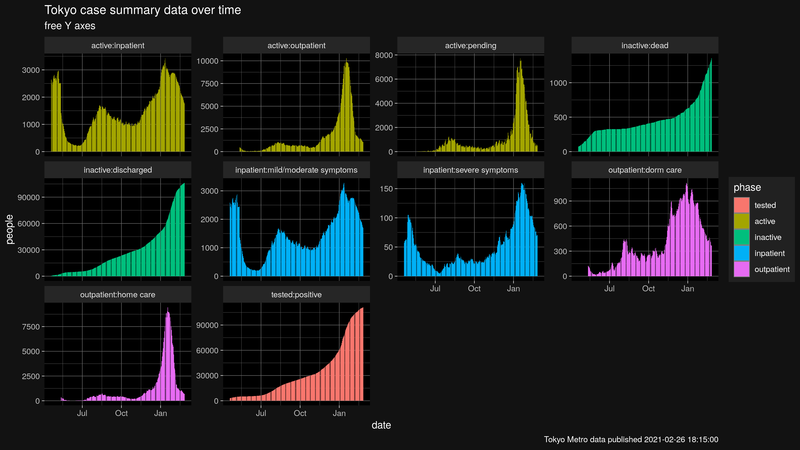 Tokyo case summary data over time
free Y axes
active:inpatient
active:outpatient
active:pending
inactive:dead
3000
2000
1000
0
10000
7500
5000
2500
0
8000
6000
4000
2000
0
1000
500
0
inactive:discharged
inpatient:mild/moderate symptoms
inpatient:severe symptoms
outpatient:dorm care
90000
60000
30000
0
3000
2000
1000
0
150
100
50
0
900
600
300
0
Jul Oct Jan
Jul Oct Jan
outpatient:home care
tested:positive
7500
5000
2500
0
90000
60000
30000
0
Jul Oct Jan
Jul Oct Jan
people
date
phase
tested
active
inactive
inpatient
outpatient
Tokyo Metro data published 2021-02-26 18:15:00